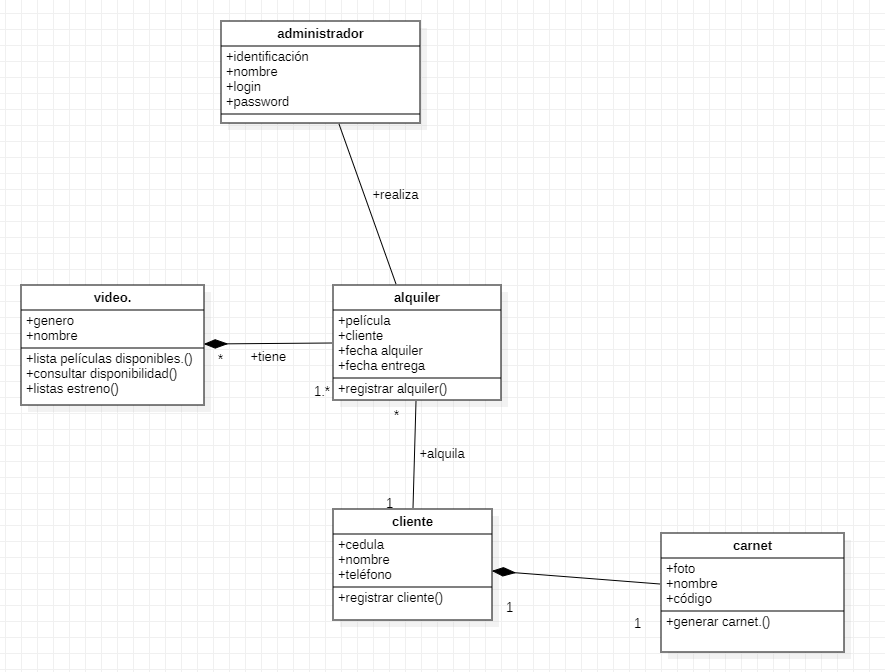 administrador
+identificación
+nombre
+login
+password
+realiza
video.
+genero
+nombre
+lista películas disponibles.()
+consultar disponibilidad()
+listas estreno()
*
+tiene
1.*
alquiler
+película
+cliente
+fecha alquiler
+fecha entrega
+registrar alquiler()
*
+alquila
1
cliente
+cedula
+nombre
+teléfono
+registrar cliente()
1
1
carnet
+foto
+nombre
+código
+generar carnet.()